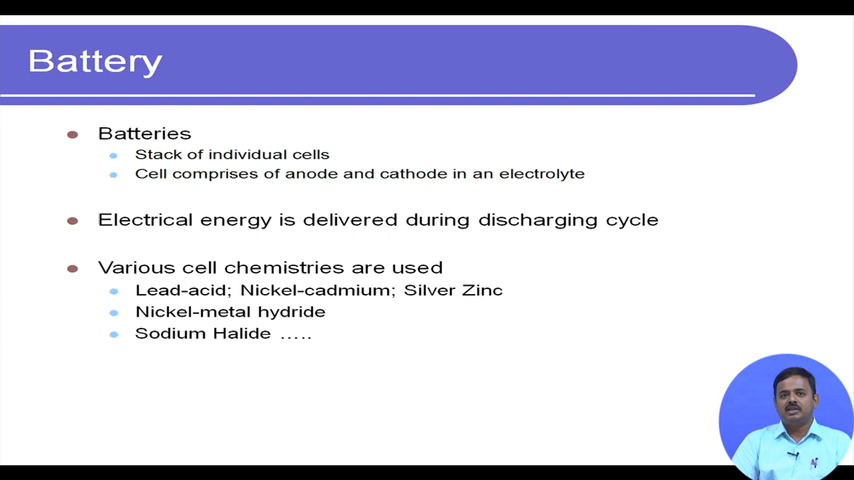 Battery
Batteries
Stack of individual cells
Cell comprises of anode and cathode in an electrolyte
Electrical energy is delivered during discharging cycle
Various cell chemistries are used
Lead-acid; Nickel-cadmium; Silver Zinc
Nickel-metal hydride
Sodium Halide …..